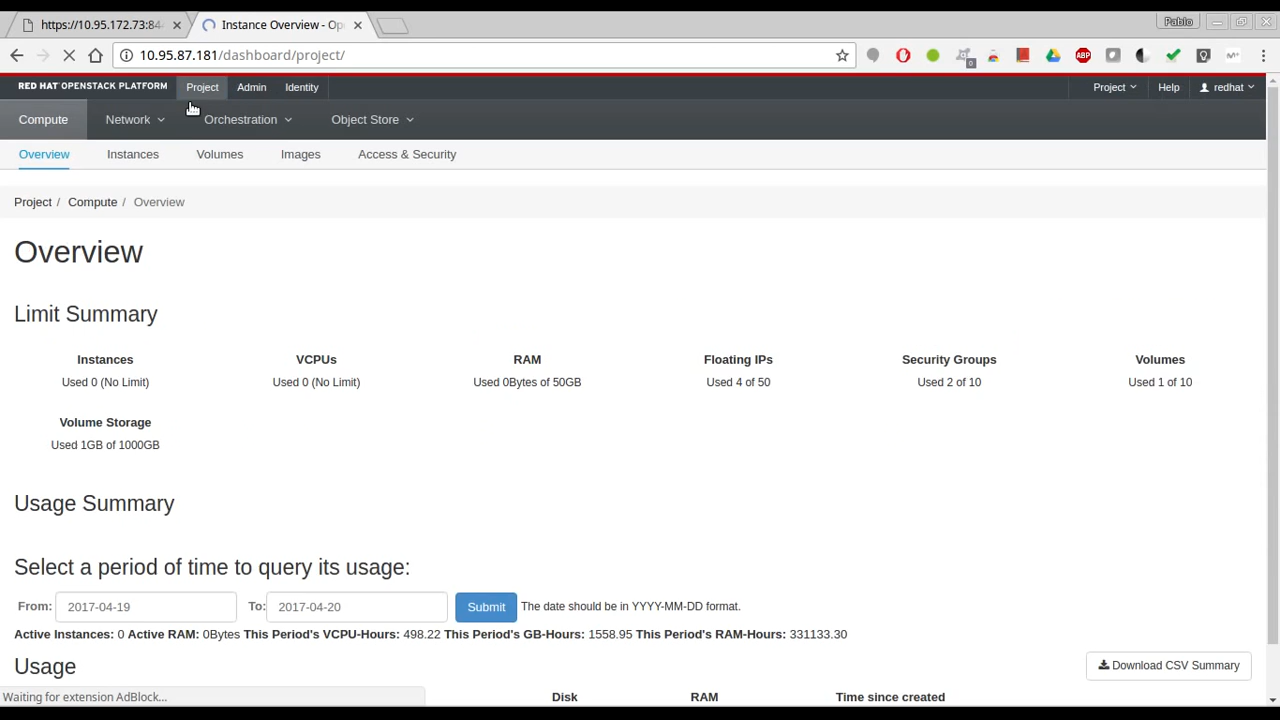 https://10.95.172.73:84
Instance Overview - Op
Pablo
10.95.87.181/dashboard/project/
0
ABP
RED HAT OPENSTACK PLATFORM
Project
Admin
Identity
Project
Help
redhat
Compute
Network
Orchestration
Object Store
Overview
Instances
Volumes
Images
Access & Security
Project / Compute / Overview
Overview
Limit Summary
Instances
VCPUs
RAM
Floating IPs
Security Groups
Volumes
Used 0 (No Limit)
Used 0 (No Limit)
Used 0Bytes of 50GB
Used 4 of 50
Used 2 of 10
Used 1 of 10
Volume Storage
Used 1GB of 1000GB
Usage Summary
Select a period of time to query its usage:
From: 2017-04-19 To: 2017-04-20 Submit The date should be in YYYY-MM-DD format.
Active Instances: 0 Active RAM: 0Bytes This Period's VCPU-Hours: 498.22 This Period's GB-Hours: 1558.95 This Period's RAM-Hours: 331133.30
Usage
Download CSV Summary
Waiting for extension AdBlock...
Disk
RAM
Time since created